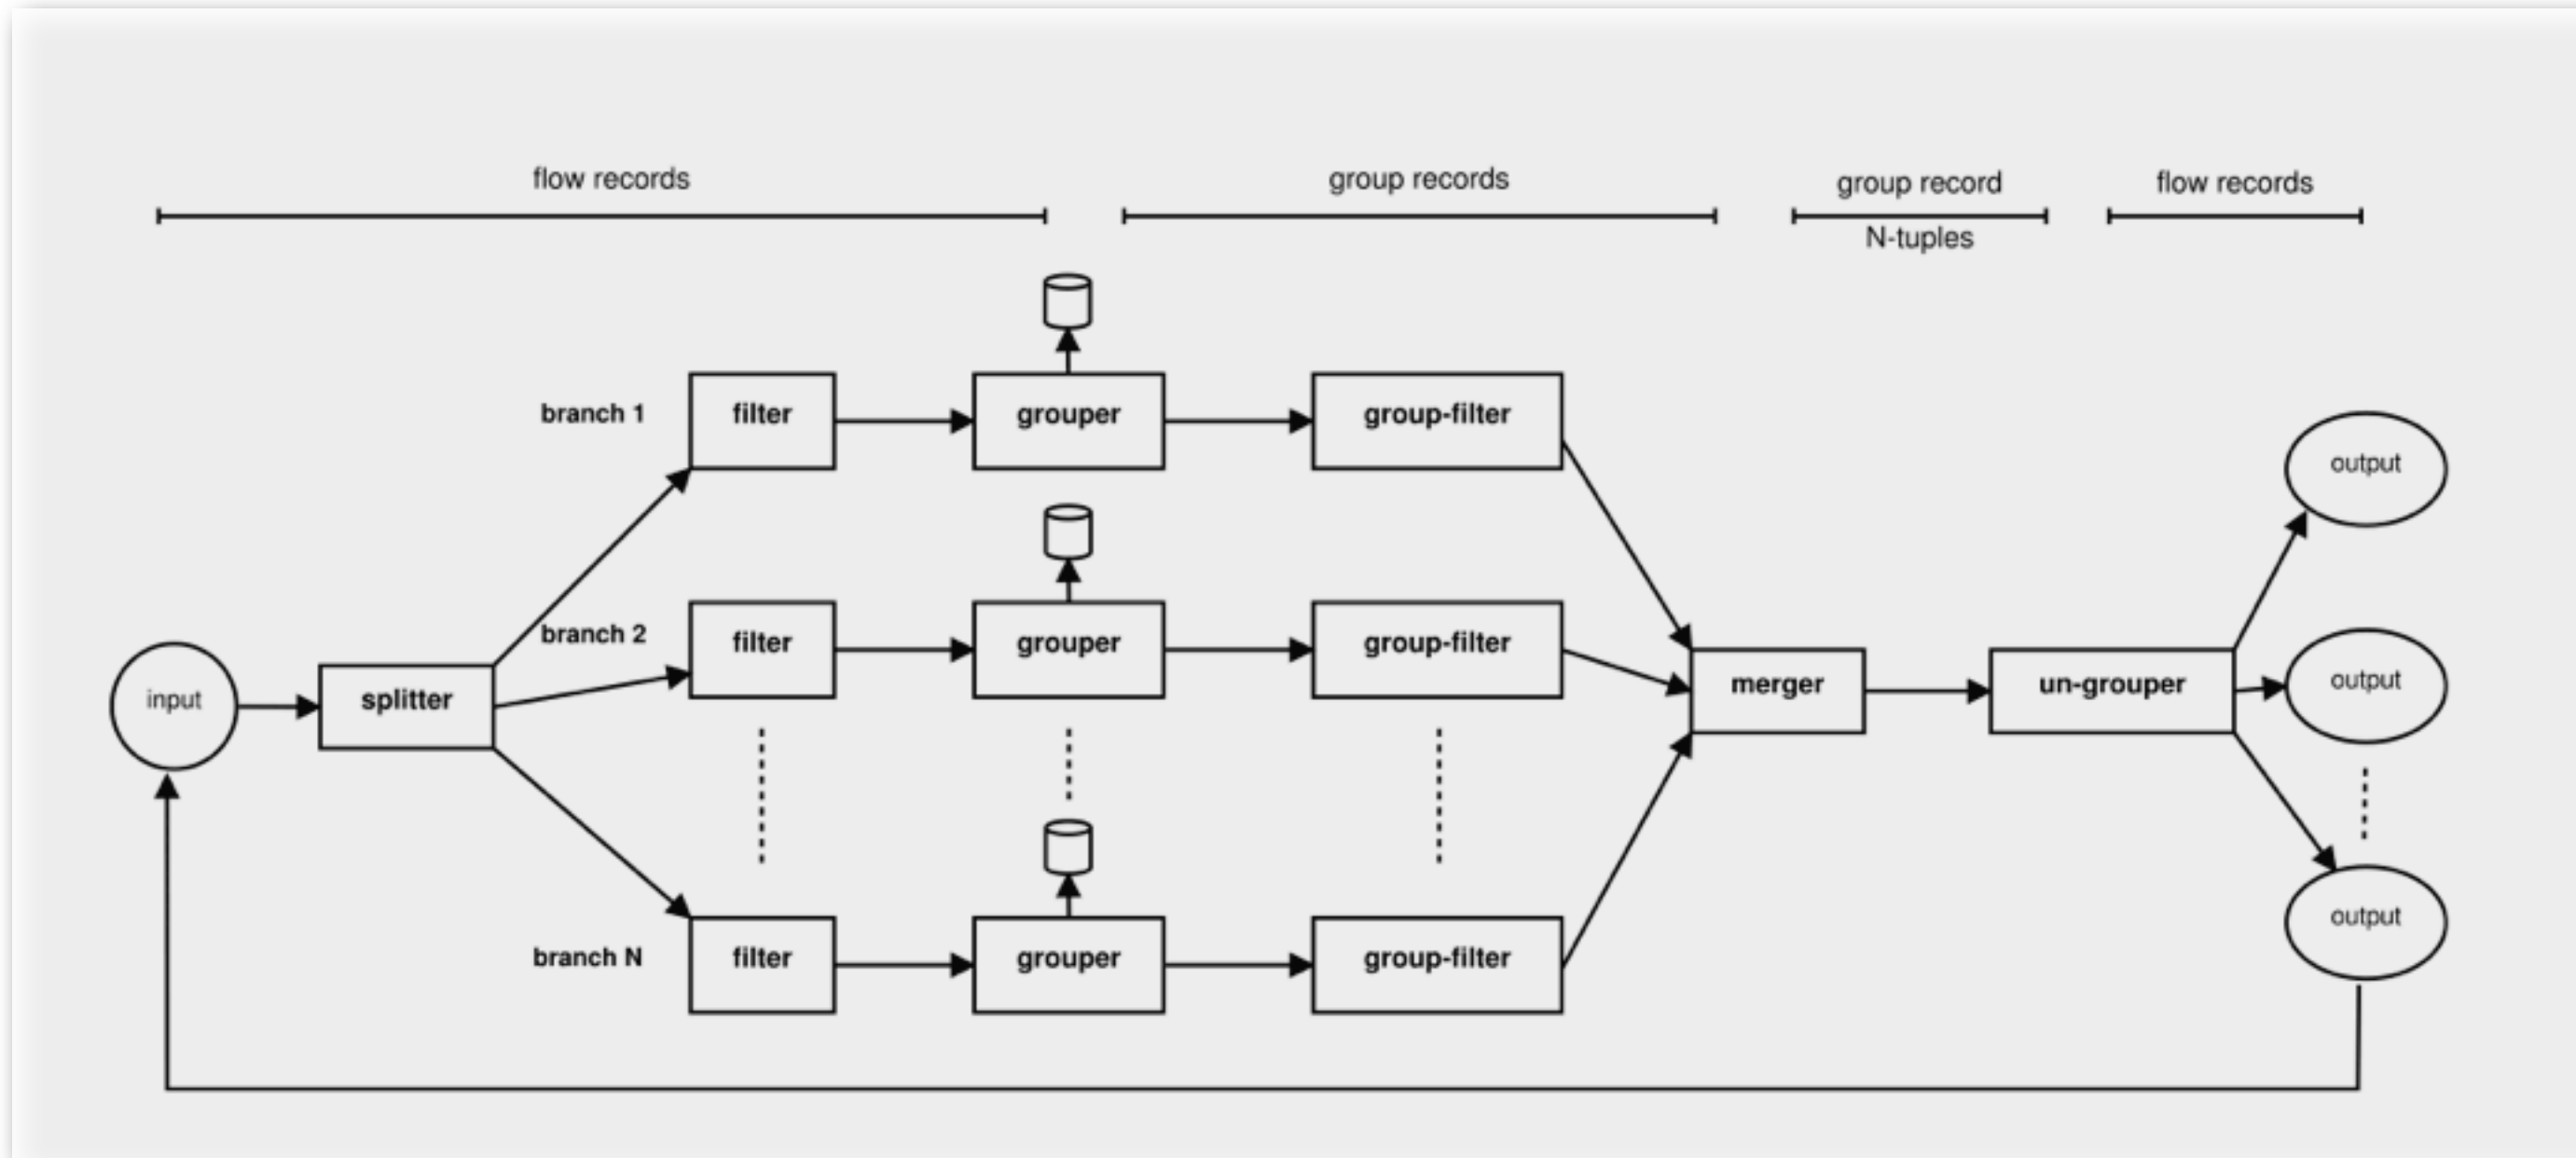 flow records
group records
group record
N-tuples
flow records
branch 1
filter
grouper
group-filter
output
branch 2
filter
grouper
group-filter
input
splitter
merger
un-grouper
output
branch N
filter
grouper
group-filter
output